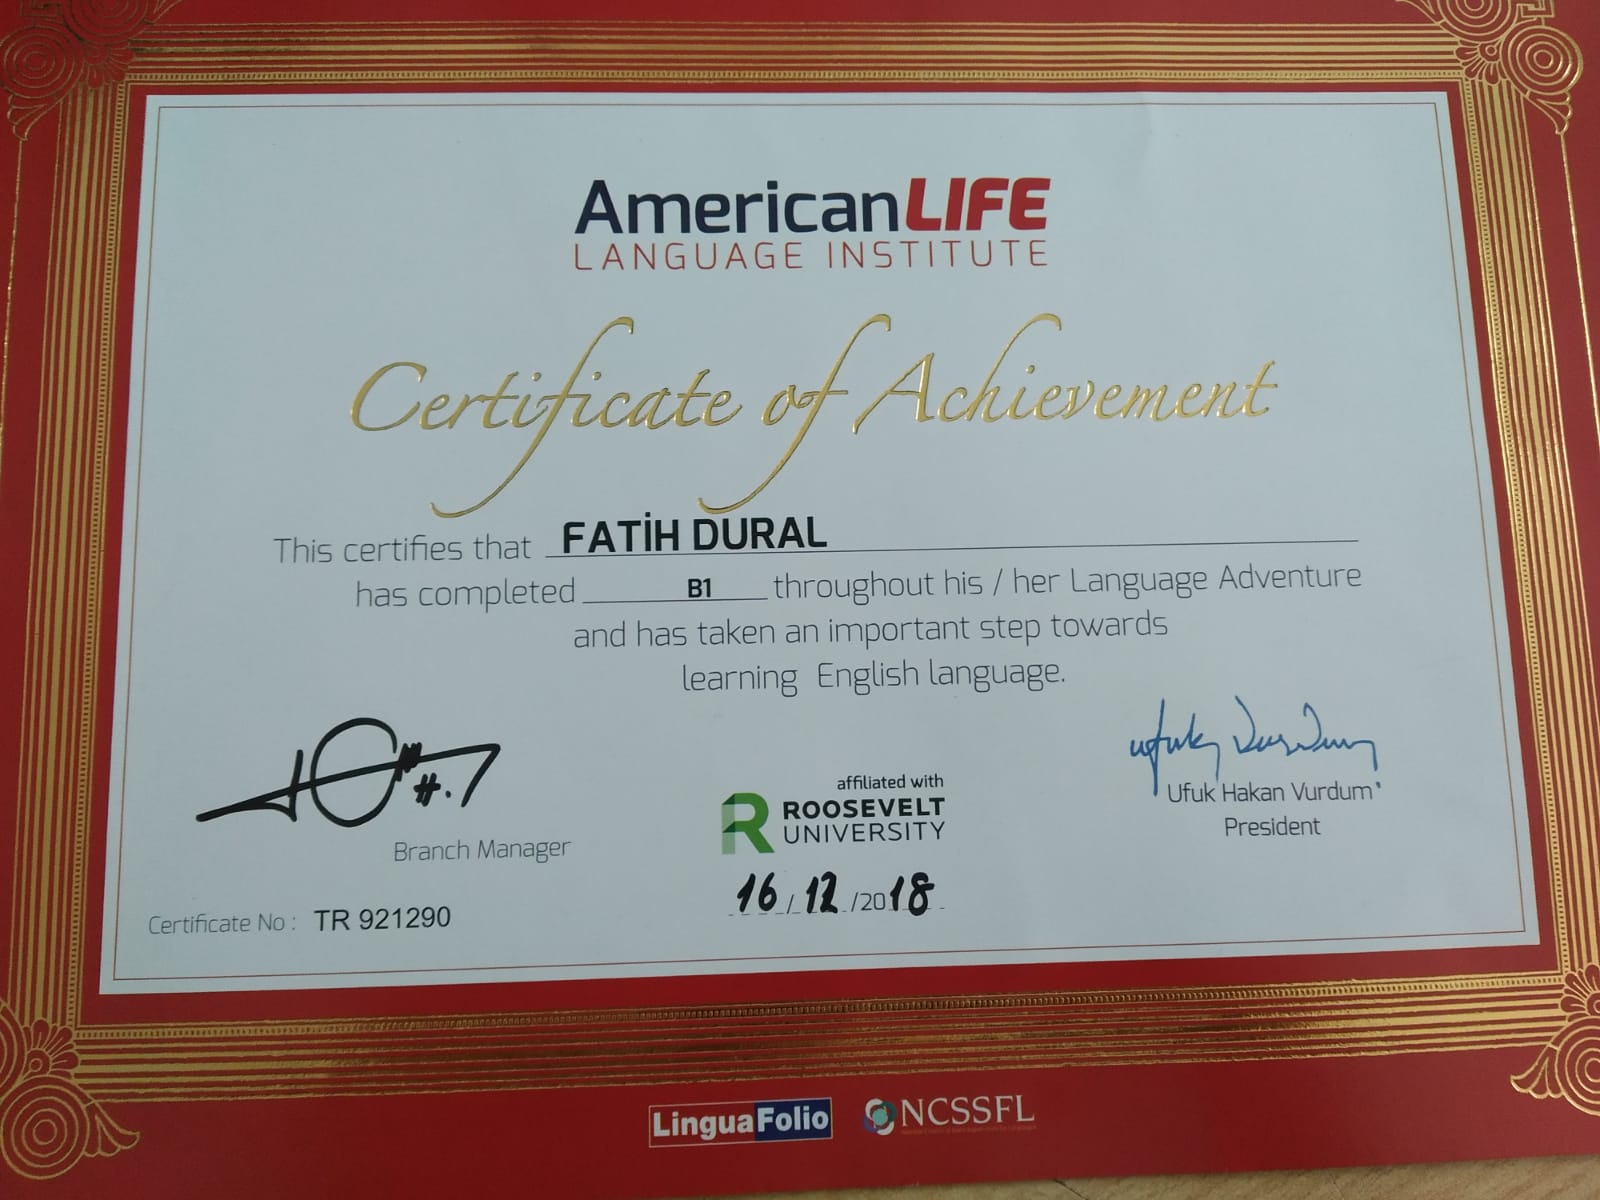 AmericanLIFE
LANGUAGE INSTITUTE
Certificate of Achievement
This certifies that FATİH DURAL
has completed B1 throughout his / her Language Adventure
and has taken an important step towards
learning English language.
Ufuk Hakan Vurdum
President
Branch Manager
affiliated with
ROOSEVELT
UNIVERSITY
16/12/2018
Certificate No : TR 921290
LinguaFolio
NCSSFL